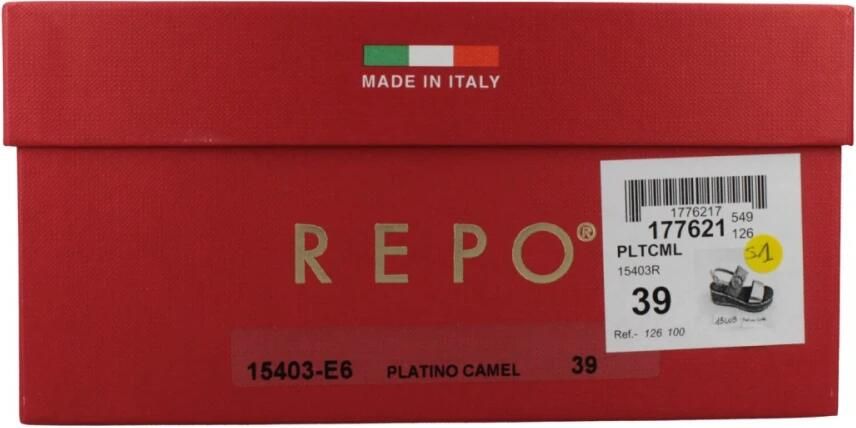 MADE IN ITALY
REPO®
1776217
549
177621
126
PLTCML
S1
15403R
39
Ref.- 126 100
15403-E6 PLATINO CAMEL 39